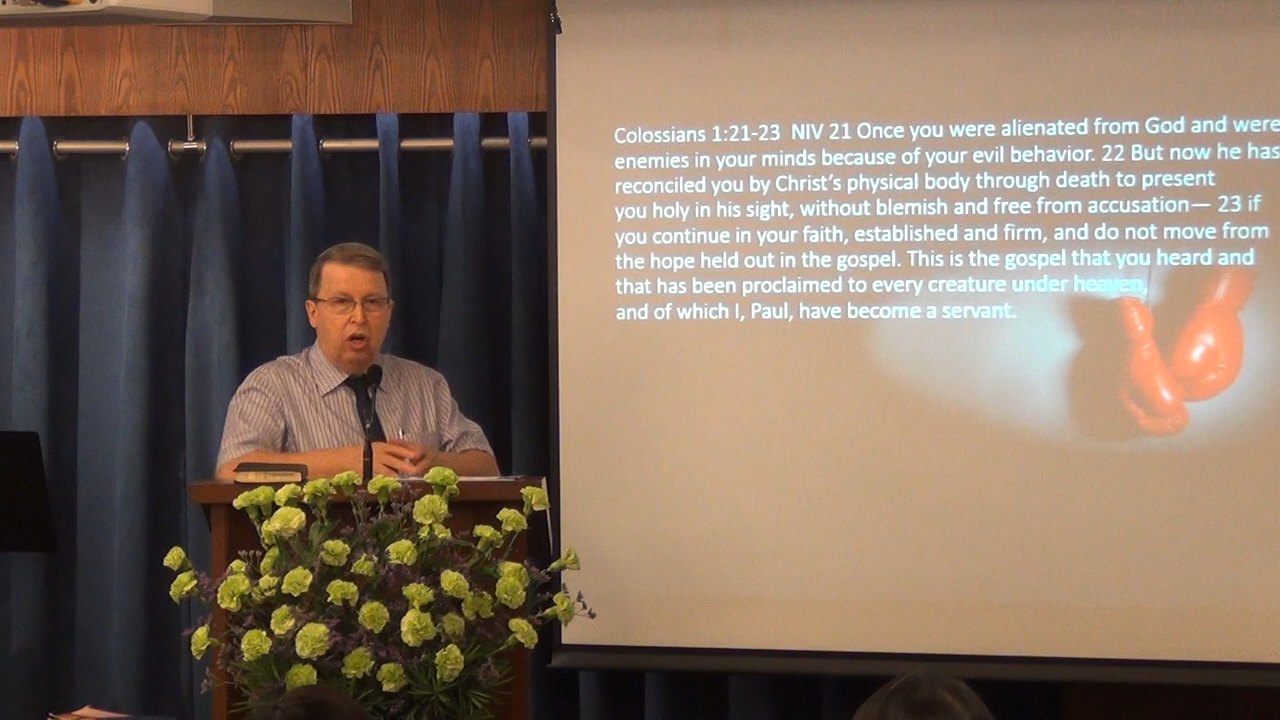 Colossians 1:21-23 NIV 21 Once you were alienated from God and were
enemies in your minds because of your evil behavior. 22 But now he has
reconciled you by Christ’s physical body through death to present
you holy in his sight, without blemish and free from accusation— 23 if
you continue in your faith, established and firm, and do not move from
the hope held out in the gospel. This is the gospel that you heard and
that has been proclaimed to every creature under heaven,
and of which I, Paul, have become a servant.